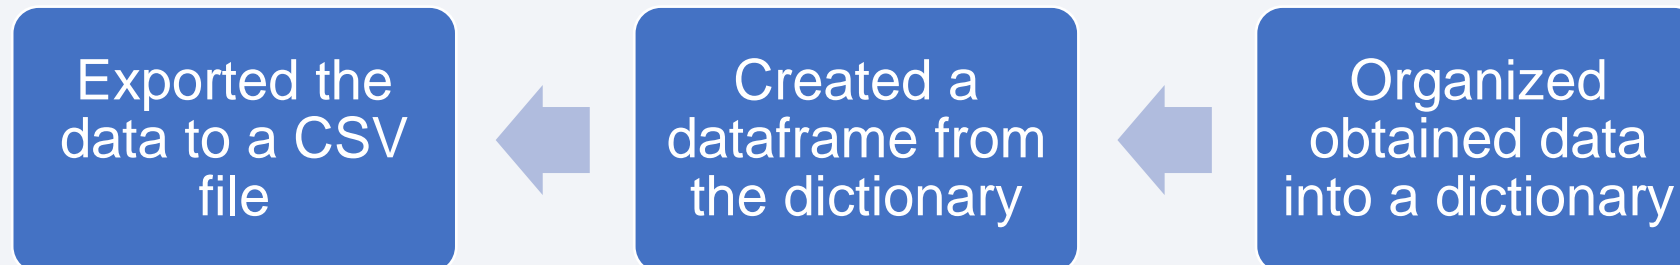 Exported the
data to a CSV
file
Created a
dataframe from
the dictionary
Organized
obtained data
into a dictionary